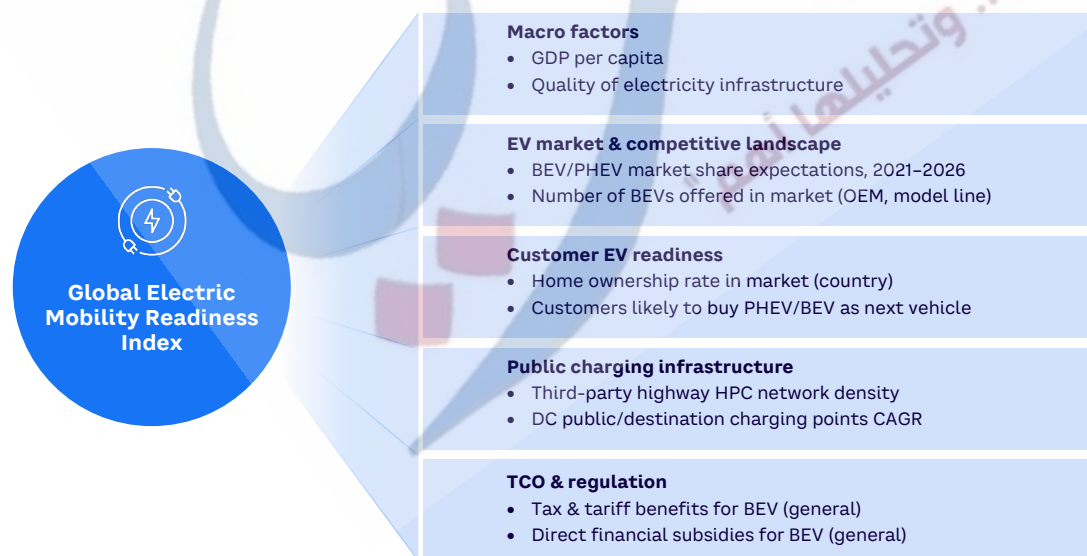 .. وتحليلها أهم"
Macro factors
• GDP per capita
• Quality of electricity infrastructure
EV market & competitive landscape
• BEV/PHEV market share expectations, 2021–2026
• Number of BEVs offered in market (OEM, model line)
Global Electric
Mobility Readiness
Index
Customer EV readiness
• Home ownership rate in market (country)
• Customers likely to buy PHEV/BEV as next vehicle
Public charging infrastructure
• Third-party highway HPC network density
• DC public/destination charging points CAGR
TCO & regulation
• Tax & tariff benefits for BEV (general)
• Direct financial subsidies for BEV (general)